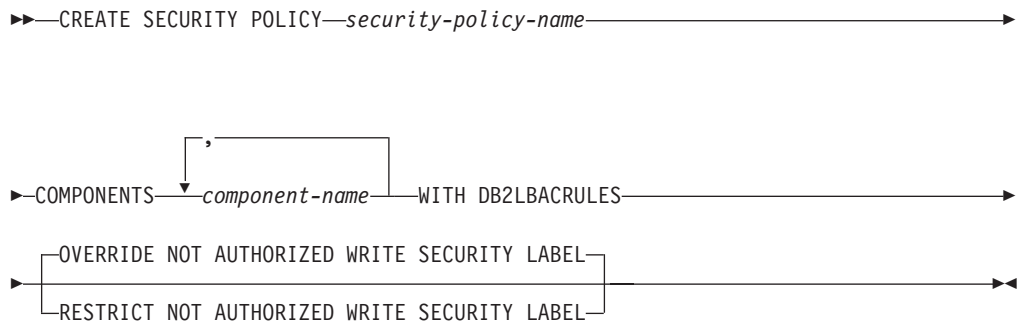 CREATE SECURITY POLICY security-policy-name
,
COMPONENTS component-name WITH DB2LBACRULES
OVERRIDE NOT AUTHORIZED WRITE SECURITY LABEL
RESTRICT NOT AUTHORIZED WRITE SECURITY LABEL